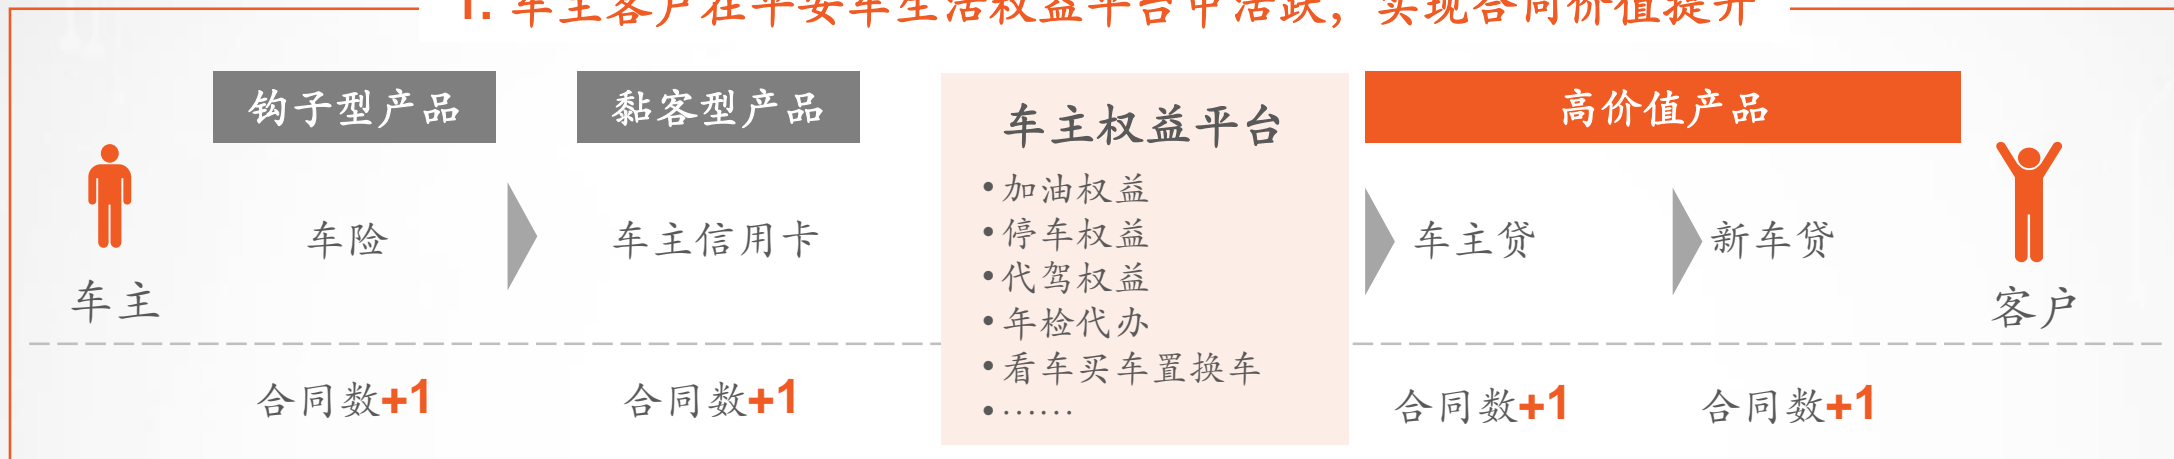 1. 车主客户在平安车生活权益平台中活跃，实现合同价值提升
钩子型产品
黏客型产品
车主权益平台
高价值产品
•加油权益
•停车权益
•代驾权益
•年检代办
•看车买车置换车
•……
车险
车主信用卡
车主贷
新车贷
车主
客户
合同数+1
合同数+1
合同数+1
合同数+1